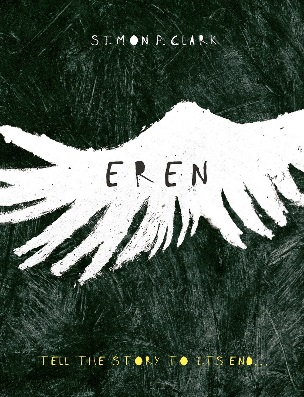 SIMON P. CLARK
EREN
TELL THE STORY TO ITS END...